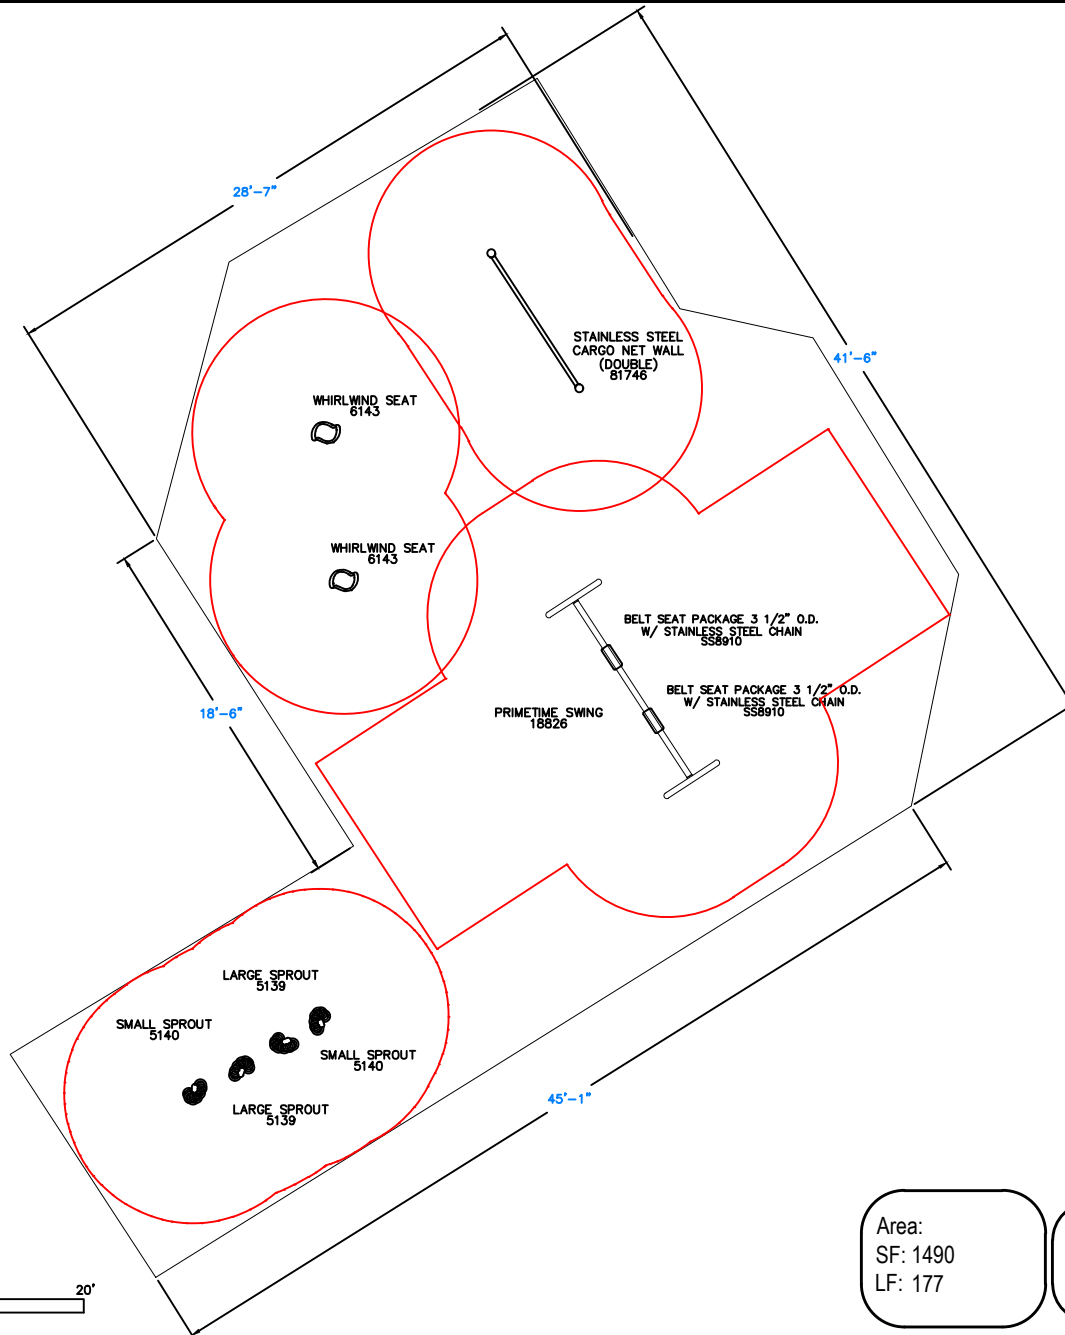 28'-7"
STAINLESS STEEL
CARGO NET WALL
(DOUBLE)
81746
41'-6"
WHIRLWIND SEAT
6143
WHIRLWIND SEAT
6143
BELT SEAT PACKAGE 3 1/2" O.D.
W/ STAINLESS STEEL CHAIN
SS8910
BELT SEAT PACKAGE 3 1/2" O.D.
W/ STAINLESS STEEL CHAIN
SS8910
PRIMETIME SWING
18826
18'-6"
LARGE SPROUT
5139
SMALL SPROUT
5140
SMALL SPROUT
5140
LARGE SPROUT
5139
45'-1"
Area:
SF: 1490
LF: 177
20'